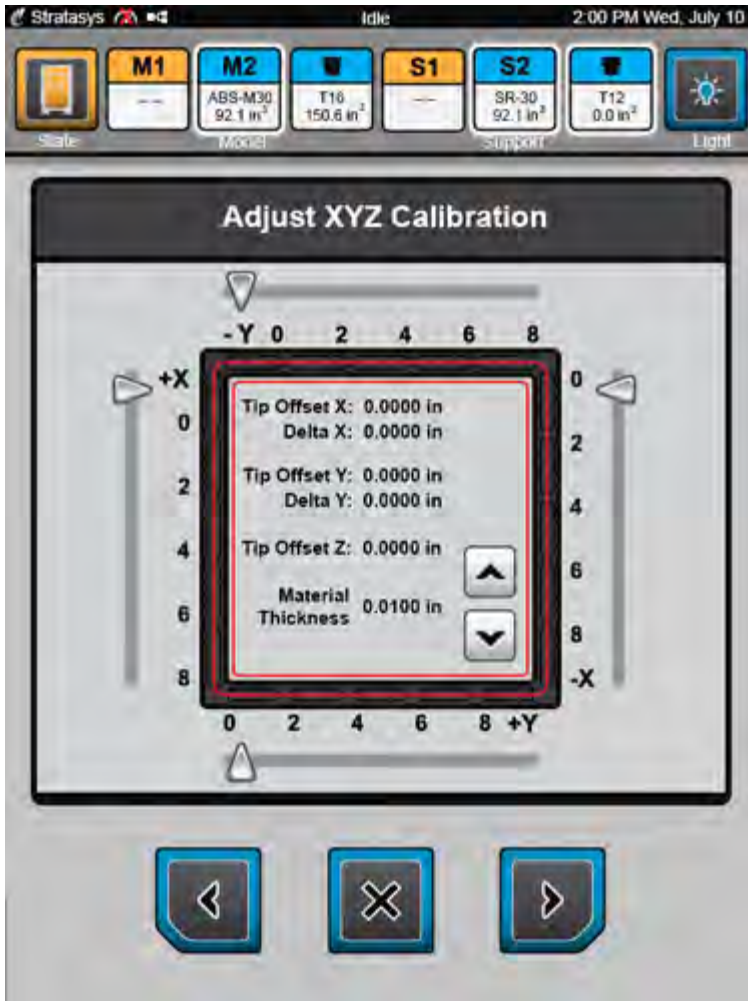 Stratasys Idle 2:00 PM Wed, July 10
M1 M2 S1 S2
-- ABS-M30 T16 -- SR-30 T12
92.1 in³ 150.6 in³ 92.1 in³ 0.0 in³
State Model Support Light
Adjust XYZ Calibration
- Y 0 2 4 6 8
+X 0
0 2
2 4
4 6
6 8
8 -X
Tip Offset X: 0.0000 in
Delta X: 0.0000 in
Tip Offset Y: 0.0000 in
Delta Y: 0.0000 in
Tip Offset Z: 0.0000 in
Material
Thickness 0.0100 in
0 2 4 6 8 +Y